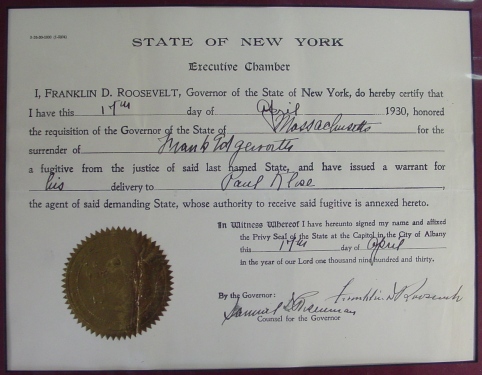 STATE OF NEW YORK
Executive Chamber
I, FRANKLIN D. ROOSEVELT, Governor of the State of New York, do hereby certify that
I have this 17th day of April 1930, honored
the requisition of the Governor of the State of Massachusetts for the
surrender of Frank Edgeworth
a fugitive from the justice of said last named State, and have issued a warrant for
his delivery to Paul
the agent of said demanding State, whose authority to receive said fugitive is annexed hereto.
In Witness Whereof I have hereunto signed my name and affixed
the Privy Seal of the State at the Capitol in the City of Albany
this 17th day of April
in the year of our Lord one thousand nine hundred and thirty.
By the Governor: Franklin D Roosevelt
Samuel I. Rosenman
Counsel for the Governor